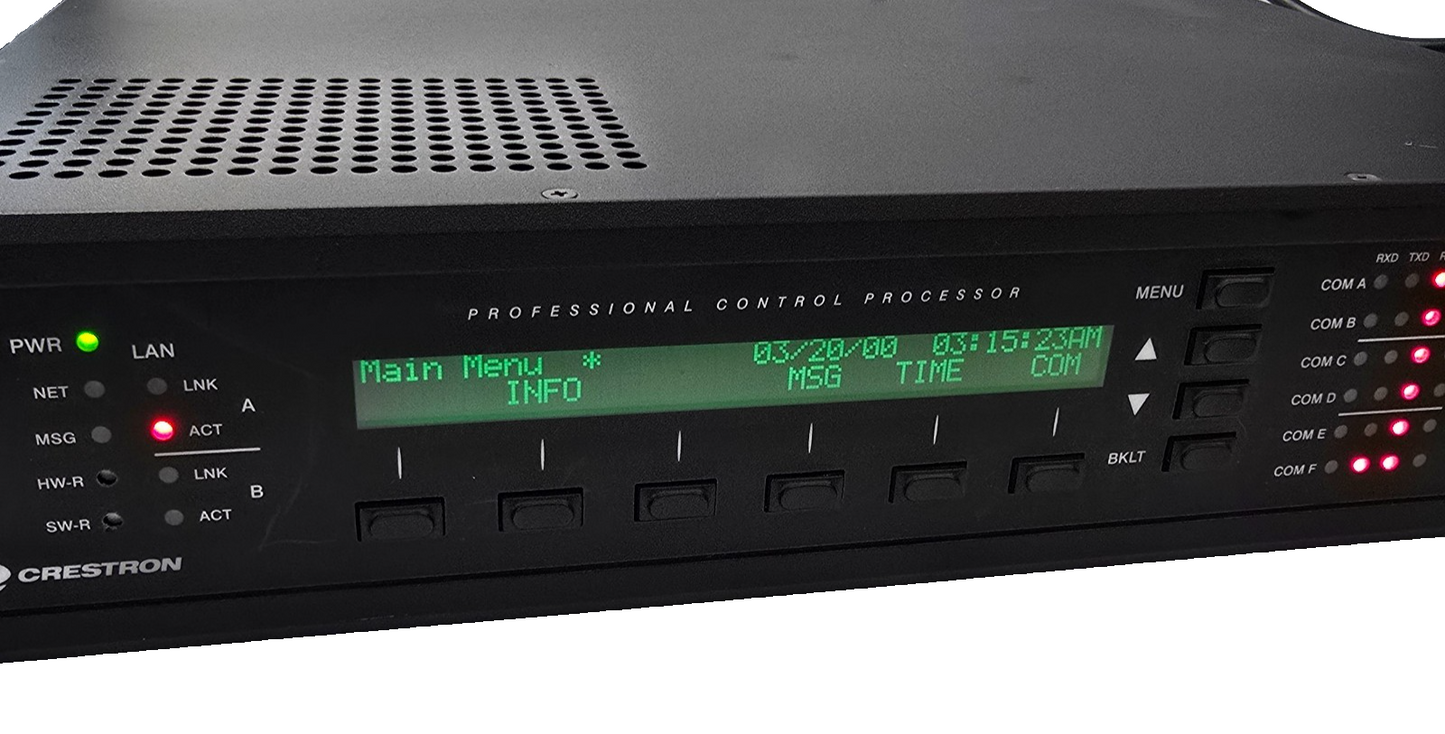 RXD TXD
COM A
PROFESSIONAL CONTROL PROCESSOR
MENU
COM B
PWR
LAN
Main Menu * 03/20/00 03:15:23AM
INFO MSG TIME COM
COM C
NET
LNK
A
COM D
MSG
ACT
COM E
HW-R
LNK
B
BKLT
COM F
SW-R
ACT
CRESTRON